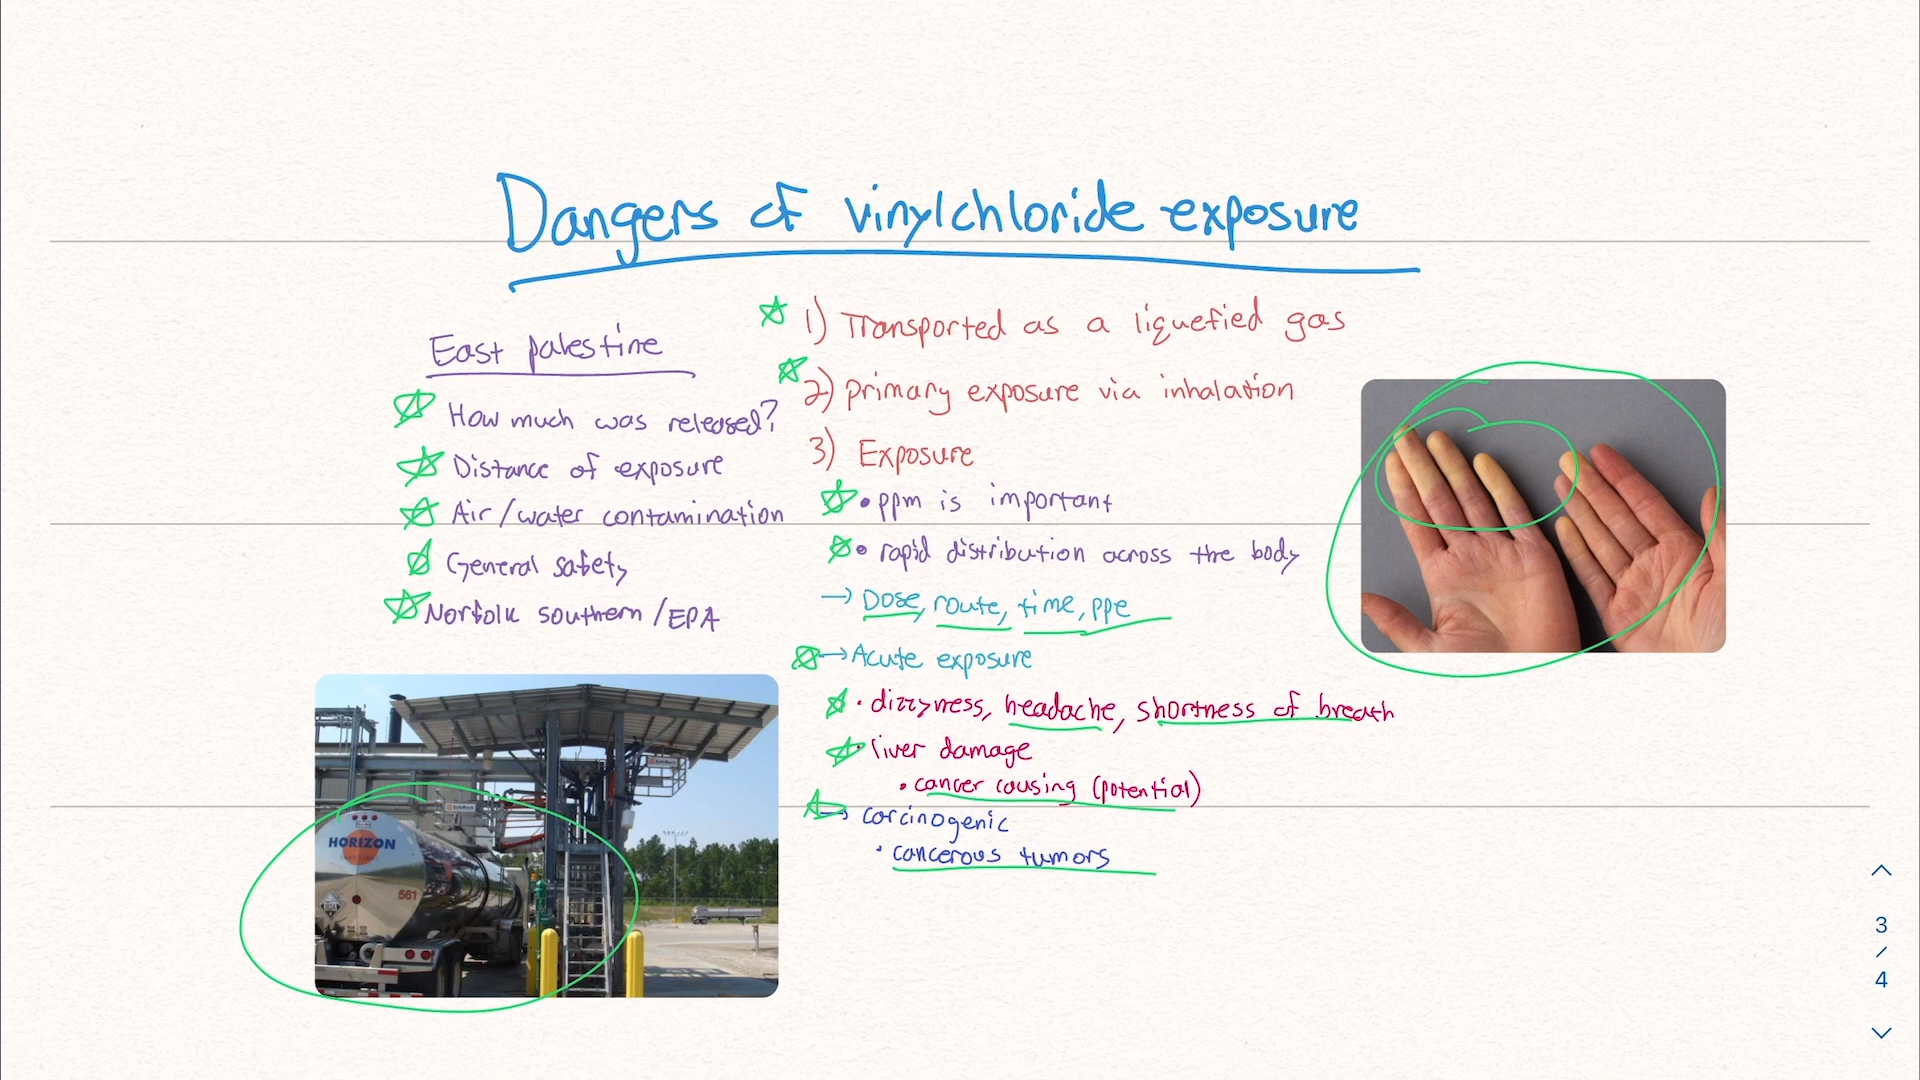 Dangers of vinylchloride exposure
East palestine
How much was released?
Distance of exposure
Air/water contamination
General safety
Norfolk southern/EPA
1) Transported as a liquefied gas
2) primary exposure via inhalation
3) Exposure
• ppm is important
• rapid distribution across the body
→ Dose, route, time, ppe
→ Acute exposure
• dizzyness, headache, shortness of breath
• liver damage
• cancer causing (potential)
→ carcinogenic
• cancerous tumors
HORIZON
561
3
/
4